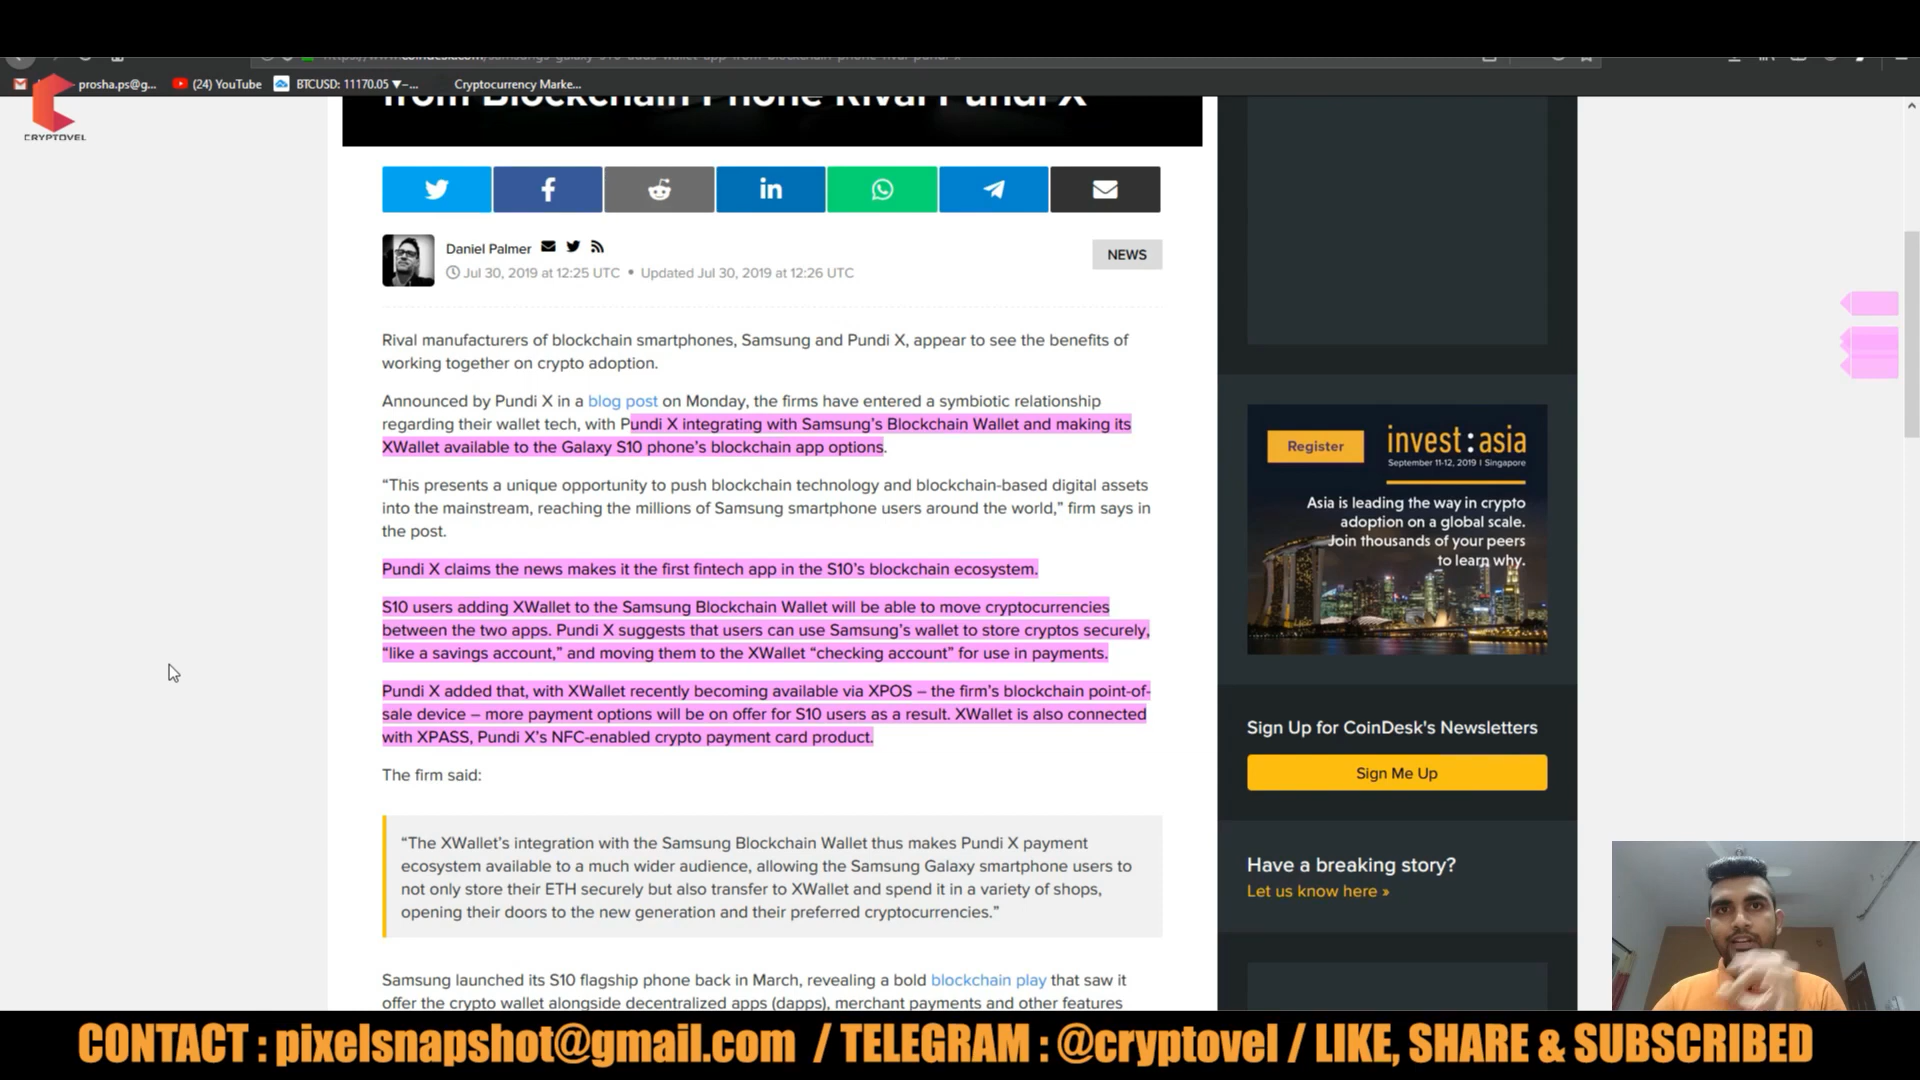 prosha.ps@g...
(24) YouTube
BTCUSD: 11170.05 ▼−...
Cryptocurrency Marke...
CRYPTOVEL
from Blockchain Phone Rival Pundi X
Daniel Palmer
Jul 30, 2019 at 12:25 UTC • Updated Jul 30, 2019 at 12:26 UTC
NEWS
Rival manufacturers of blockchain smartphones, Samsung and Pundi X, appear to see the benefits of
working together on crypto adoption.
Announced by Pundi X in a blog post on Monday, the firms have entered a symbiotic relationship
regarding their wallet tech, with Pundi X integrating with Samsung’s Blockchain Wallet and making its
XWallet available to the Galaxy S10 phone’s blockchain app options.
“This presents a unique opportunity to push blockchain technology and blockchain-based digital assets
into the mainstream, reaching the millions of Samsung smartphone users around the world,” firm says in
the post.
Pundi X claims the news makes it the first fintech app in the S10’s blockchain ecosystem.
S10 users adding XWallet to the Samsung Blockchain Wallet will be able to move cryptocurrencies
between the two apps. Pundi X suggests that users can use Samsung’s wallet to store cryptos securely,
“like a savings account,” and moving them to the XWallet “checking account” for use in payments.
Pundi X added that, with XWallet recently becoming available via XPOS – the firm’s blockchain point-of-
sale device – more payment options will be on offer for S10 users as a result. XWallet is also connected
with XPASS, Pundi X’s NFC-enabled crypto payment card product.
The firm said:
“The XWallet’s integration with the Samsung Blockchain Wallet thus makes Pundi X payment
ecosystem available to a much wider audience, allowing the Samsung Galaxy smartphone users to
not only store their ETH securely but also transfer to XWallet and spend it in a variety of shops,
opening their doors to the new generation and their preferred cryptocurrencies.”
Samsung launched its S10 flagship phone back in March, revealing a bold blockchain play that saw it
offer the crypto wallet alongside decentralized apps (dapps), merchant payments and other features
Register
invest:asia
September 11-12, 2019 | Singapore
Asia is leading the way in crypto
adoption on a global scale.
Join thousands of your peers
to learn why.
Sign Up for CoinDesk's Newsletters
Sign Me Up
Have a breaking story?
Let us know here »
CONTACT : pixelsnapshot@gmail.com / TELEGRAM : @cryptovel / LIKE, SHARE & SUBSCRIBED